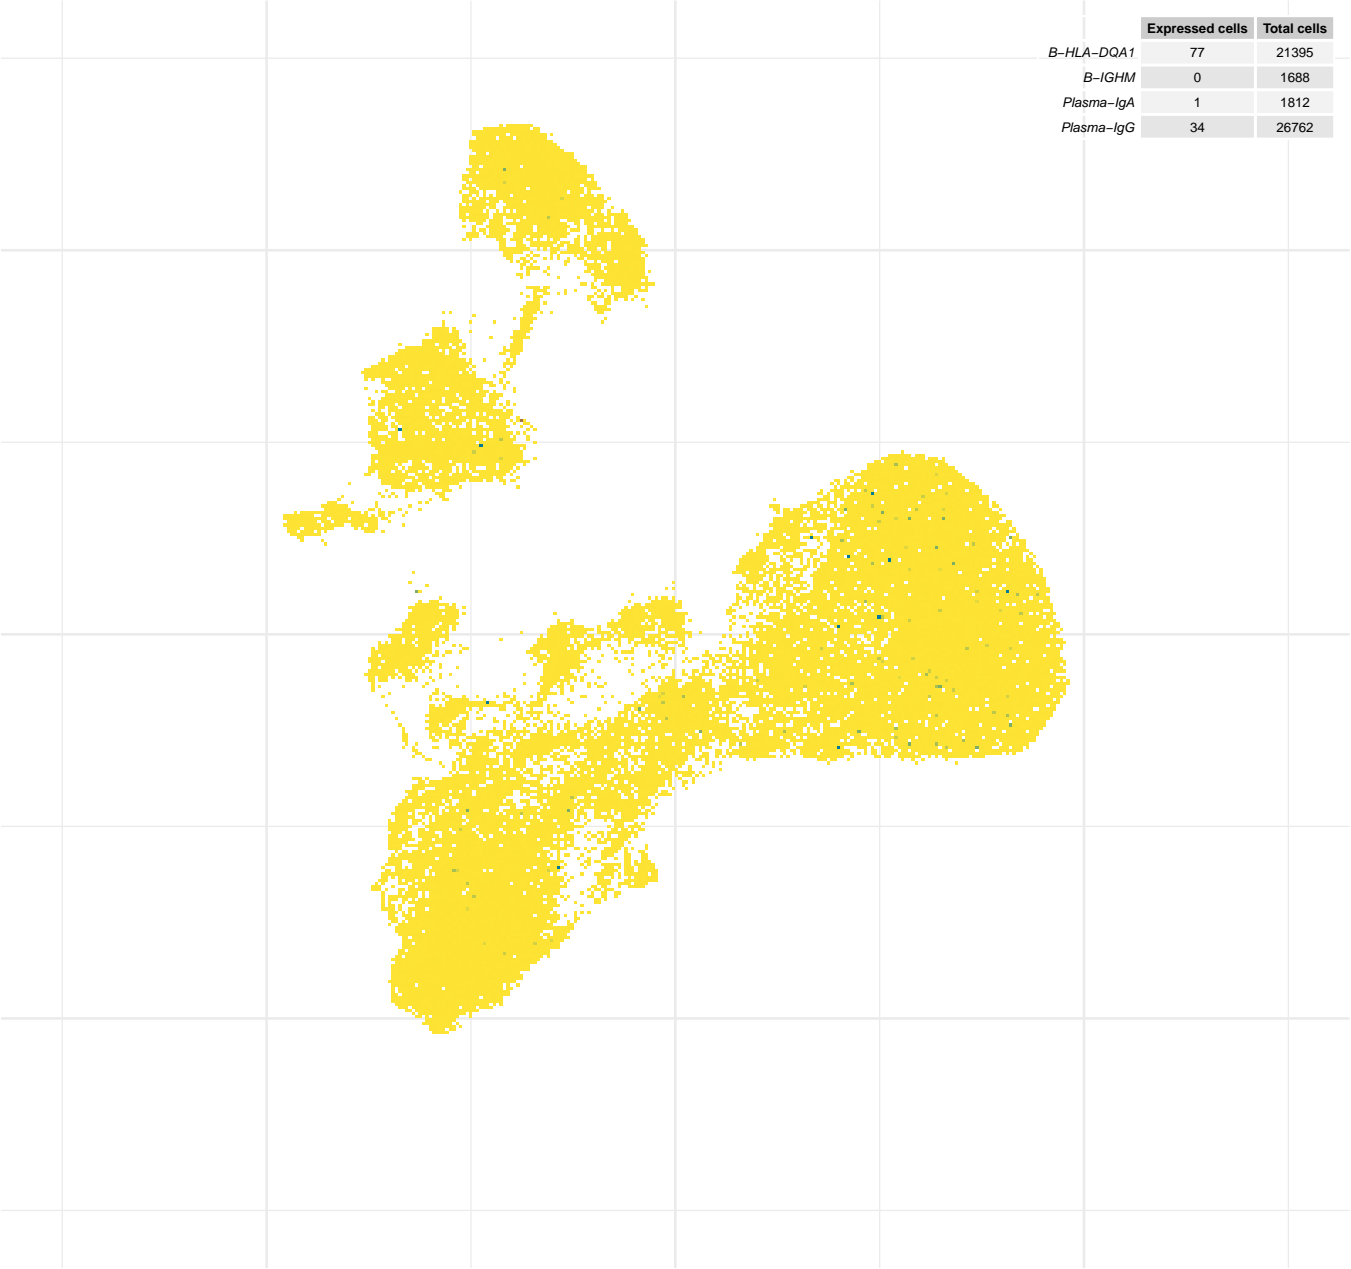 Expressed cells Total cells
B−HLA−DQA1 77 21395
B−IGHM 0 1688
Plasma−IgA 1 1812
Plasma−IgG 34 26762